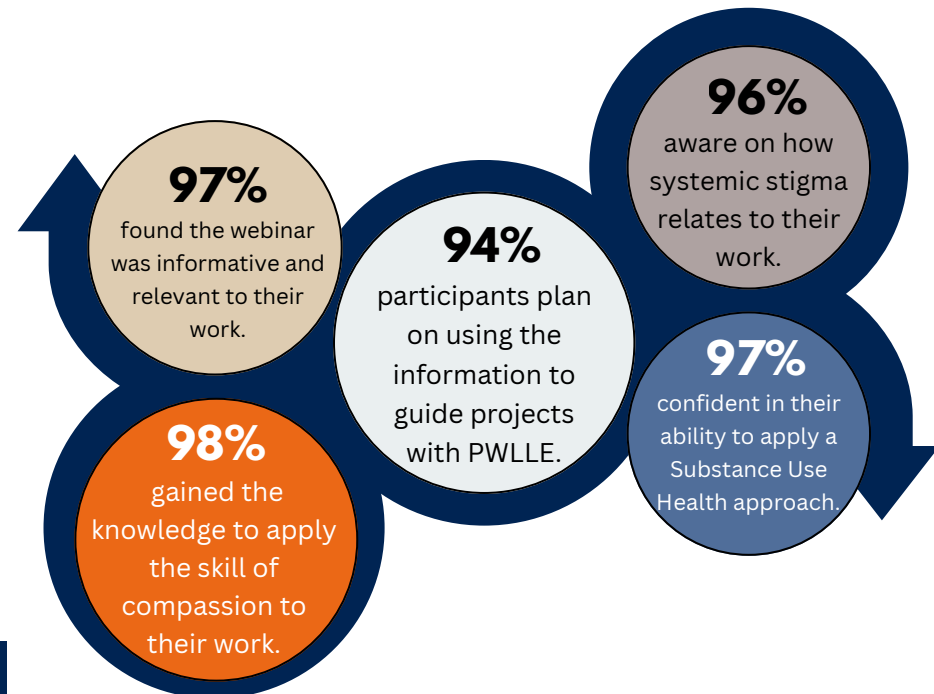 97%
found the webinar
was informative and
relevant to their
work.
98%
gained the
knowledge to apply
the skill of
compassion to
their work.
94%
participants plan
on using the
information to
guide projects
with PWLLE.
96%
aware on how
systemic stigma
relates to their
work.
97%
confident in their
ability to apply a
Substance Use
Health approach.